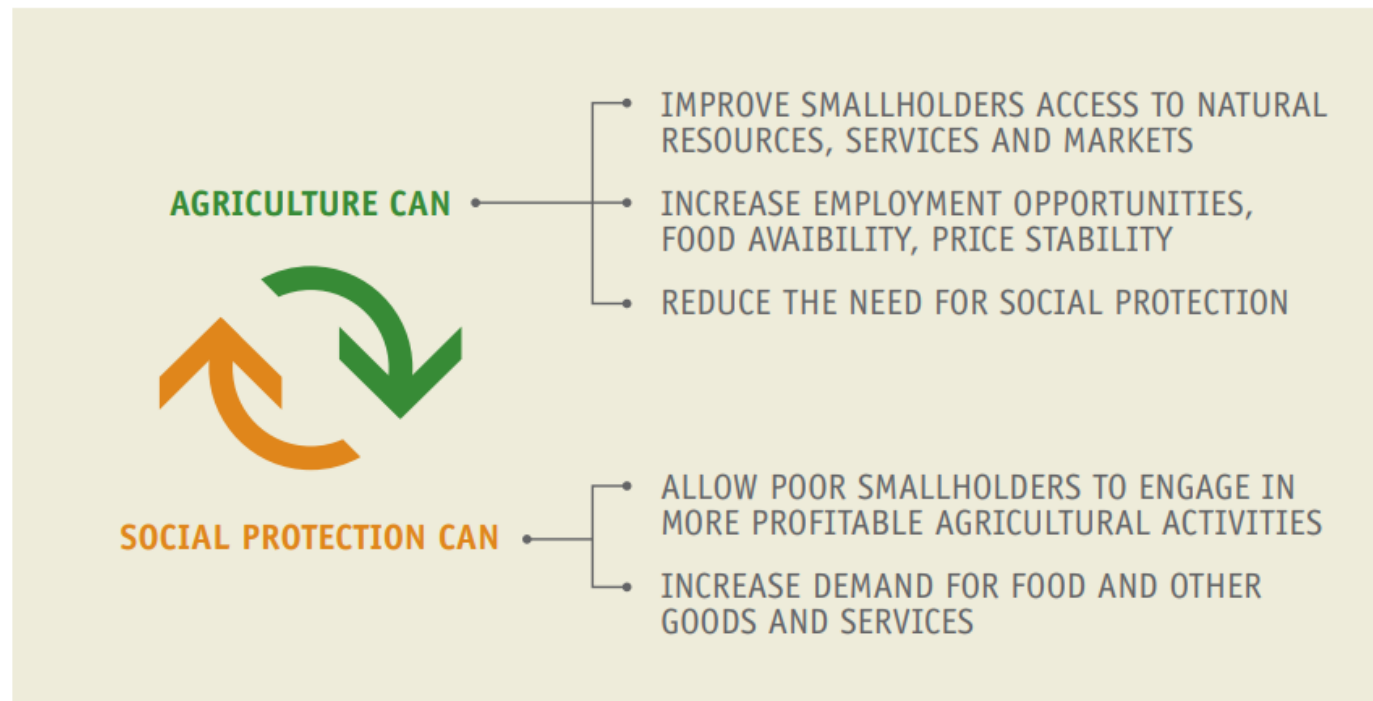 AGRICULTURE CAN
IMPROVE SMALLHOLDERS ACCESS TO NATURAL
RESOURCES, SERVICES AND MARKETS
INCREASE EMPLOYMENT OPPORTUNITIES,
FOOD AVAIBILITY, PRICE STABILITY
REDUCE THE NEED FOR SOCIAL PROTECTION
SOCIAL PROTECTION CAN
ALLOW POOR SMALLHOLDERS TO ENGAGE IN
MORE PROFITABLE AGRICULTURAL ACTIVITIES
INCREASE DEMAND FOR FOOD AND OTHER
GOODS AND SERVICES